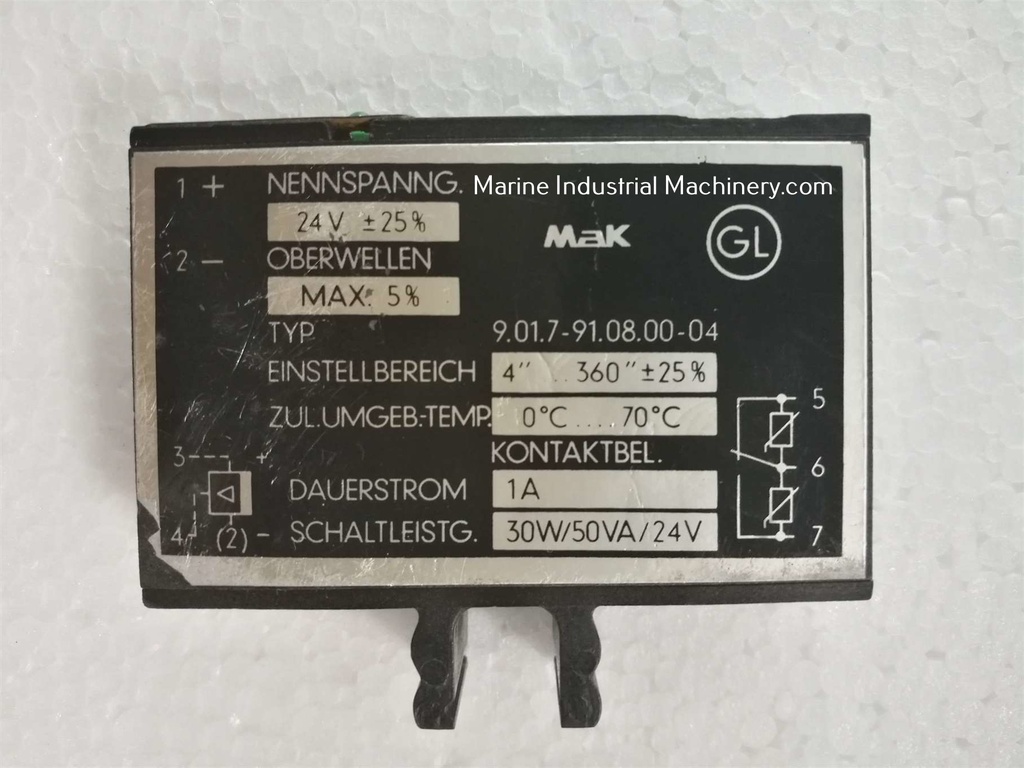 1 + NENNSPANNG. Marine Industrial Machinery.com
24V ±25%
MaK
GL
2 − OBERWELLEN
MAX. 5%
TYP 9.01.7-91.08.00-04
EINSTELLBEREICH 4″ ... 360″ ±25%
ZUL.UMGEB.-TEMP. 0°C .... 70°C
KONTAKTBEL.
DAUERSTROM 1A
SCHALTLEISTG. 30W/50VA/24V
3 +
4 (2) −
5
6
7